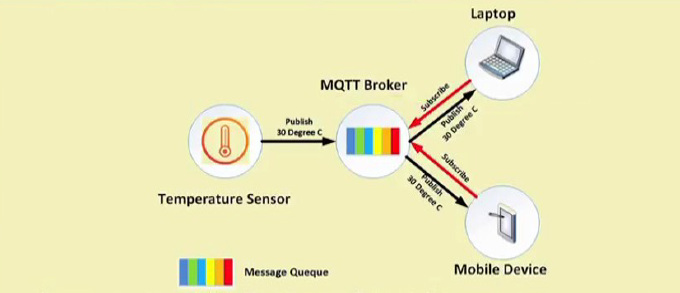 Laptop
MQTT Broker
Subscribe
Publish
30 Degree C
Publish
30 Degree C
Subscribe
Publish
30 Degree C
Temperature Sensor
Mobile Device
Message Queque